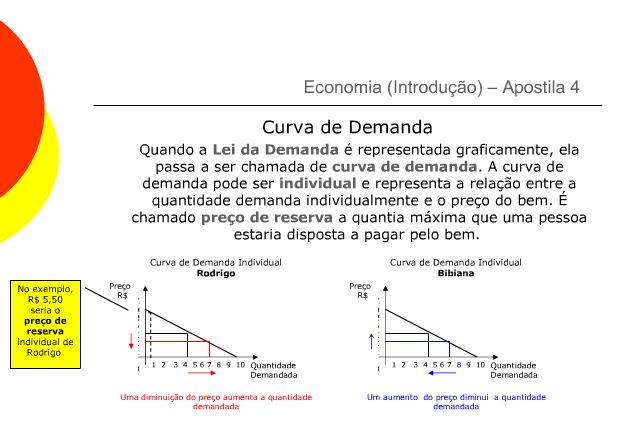 Economia (Introdução) – Apostila 4
Curva de Demanda
Quando a Lei da Demanda é representada graficamente, ela
passa a ser chamada de curva de demanda. A curva de
demanda pode ser individual e representa a relação entre a
quantidade demanda individualmente e o preço do bem. É
chamado preço de reserva a quantia máxima que uma pessoa
estaria disposta a pagar pelo bem.
No exemplo,
R$ 5,50
seria o
preço de
reserva
individual de
Rodrigo
Curva de Demanda Individual
Rodrigo
Preço
R$
1 2 3 4 5 6 7 8 9 10
Quantidade
Demandada
Uma diminuição do preço aumenta a quantidade
demandada
Curva de Demanda Individual
Bibiana
Preço
R$
1 2 3 4 5 6 7 8 9 10
Quantidade
Demandada
Um aumento do preço diminui a quantidade
demandada